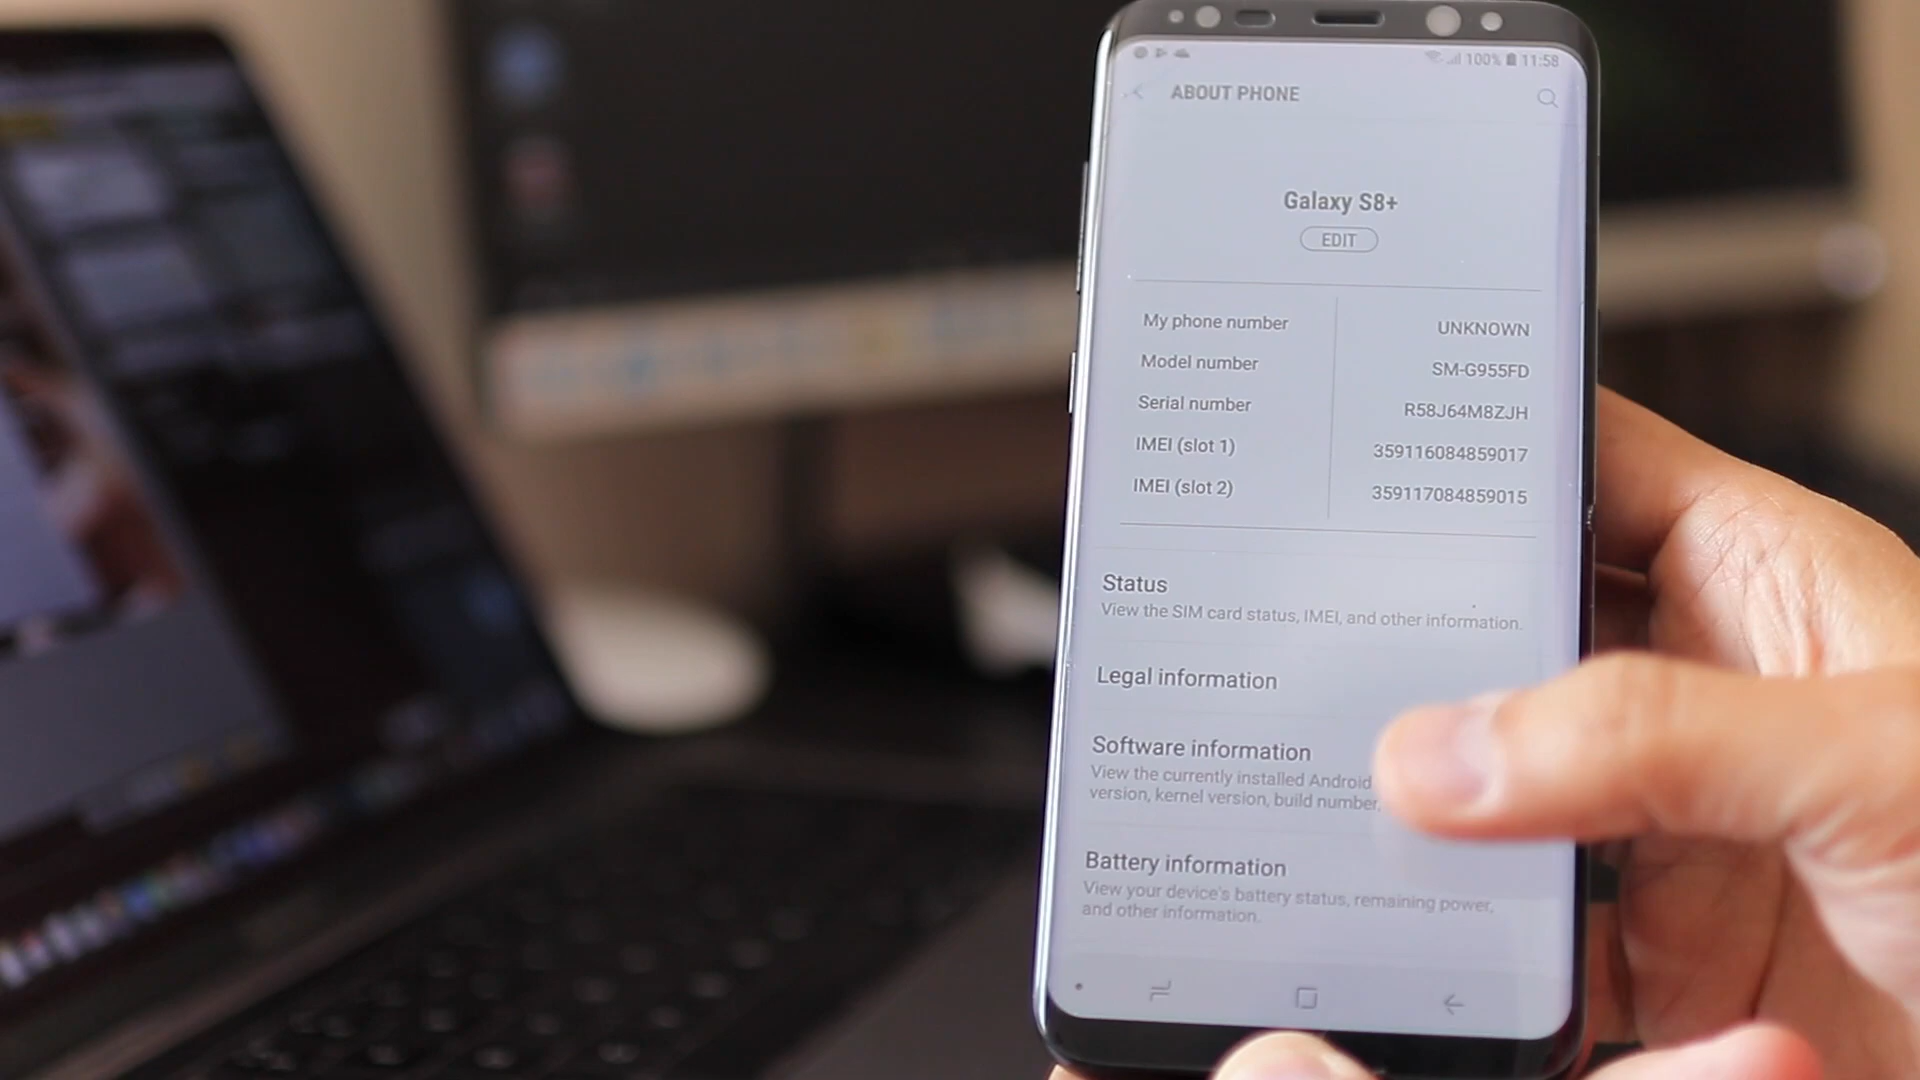 100% 11:58
ABOUT PHONE
Galaxy S8+
EDIT
My phone number UNKNOWN
Model number SM-G955FD
Serial number R58J64M8ZJH
IMEI (slot 1) 359116084859017
IMEI (slot 2) 359117084859015
Status
View the SIM card status, IMEI, and other information.
Legal information
Software information
View the currently installed Android
version, kernel version, build number,
Battery information
View your device's battery status, remaining power,
and other information.